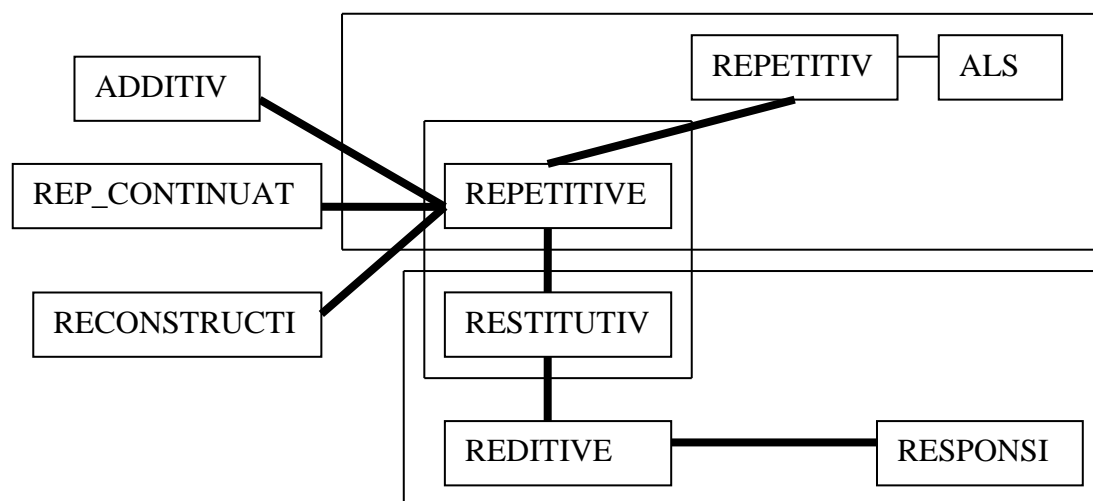 REPETITIV ALS
ADDITIV
REP_CONTINUAT REPETITIVE
RECONSTRUCTI RESTITUTIV
REDITIVE RESPONSI